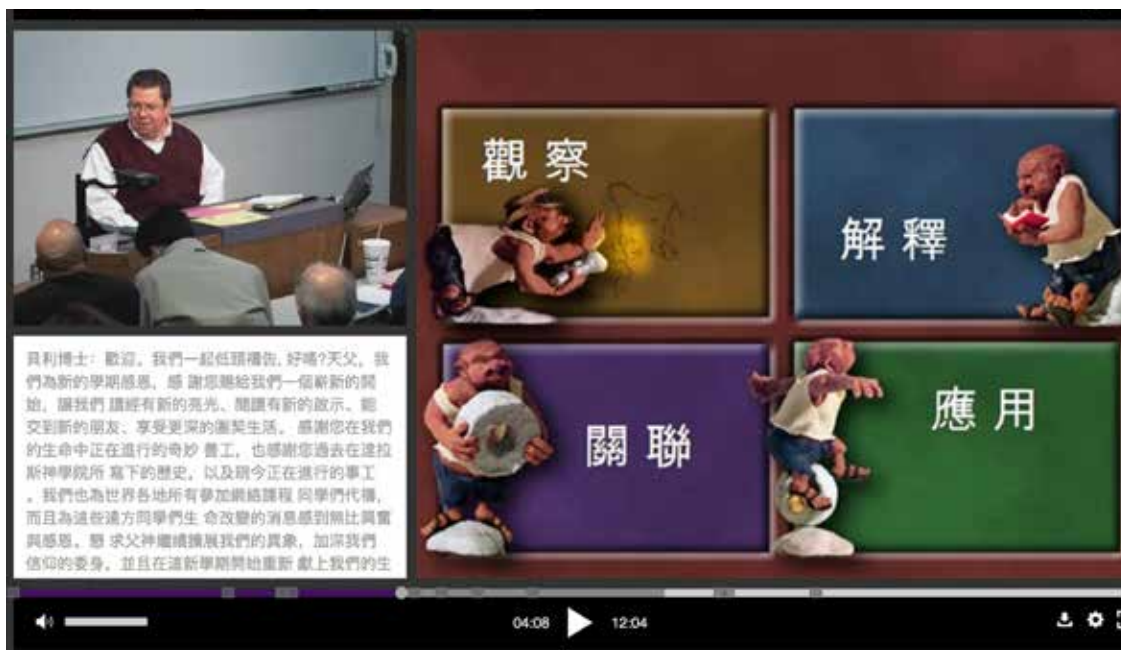 觀察
解釋
關聯
應用
貝利博士：歡迎。我們一起低頭禱告，好嗎?天父，我
們為新的學期感恩，感 謝您賜給我們一個嶄新的開
始，讓我們 讀經有新的亮光、閱讀有新的啟示、能
交到新的朋友、享受更深的團契生活。 感謝您在我們
的生命中正在進行的奇妙 善工，也感謝您過去在達拉
斯神學院所 寫下的歷史，以及現今正在進行的事工
。我們也為世界各地所有參加網絡課程 同學們代禱，
而且為這些遠方同學們生 命改變的消息感到無比興奮
與感恩。懇 求父神繼續擴展我們的異象，加深我們
信仰的委身，並且在這新學期開始重新 獻上我們的生
04:08
12:04